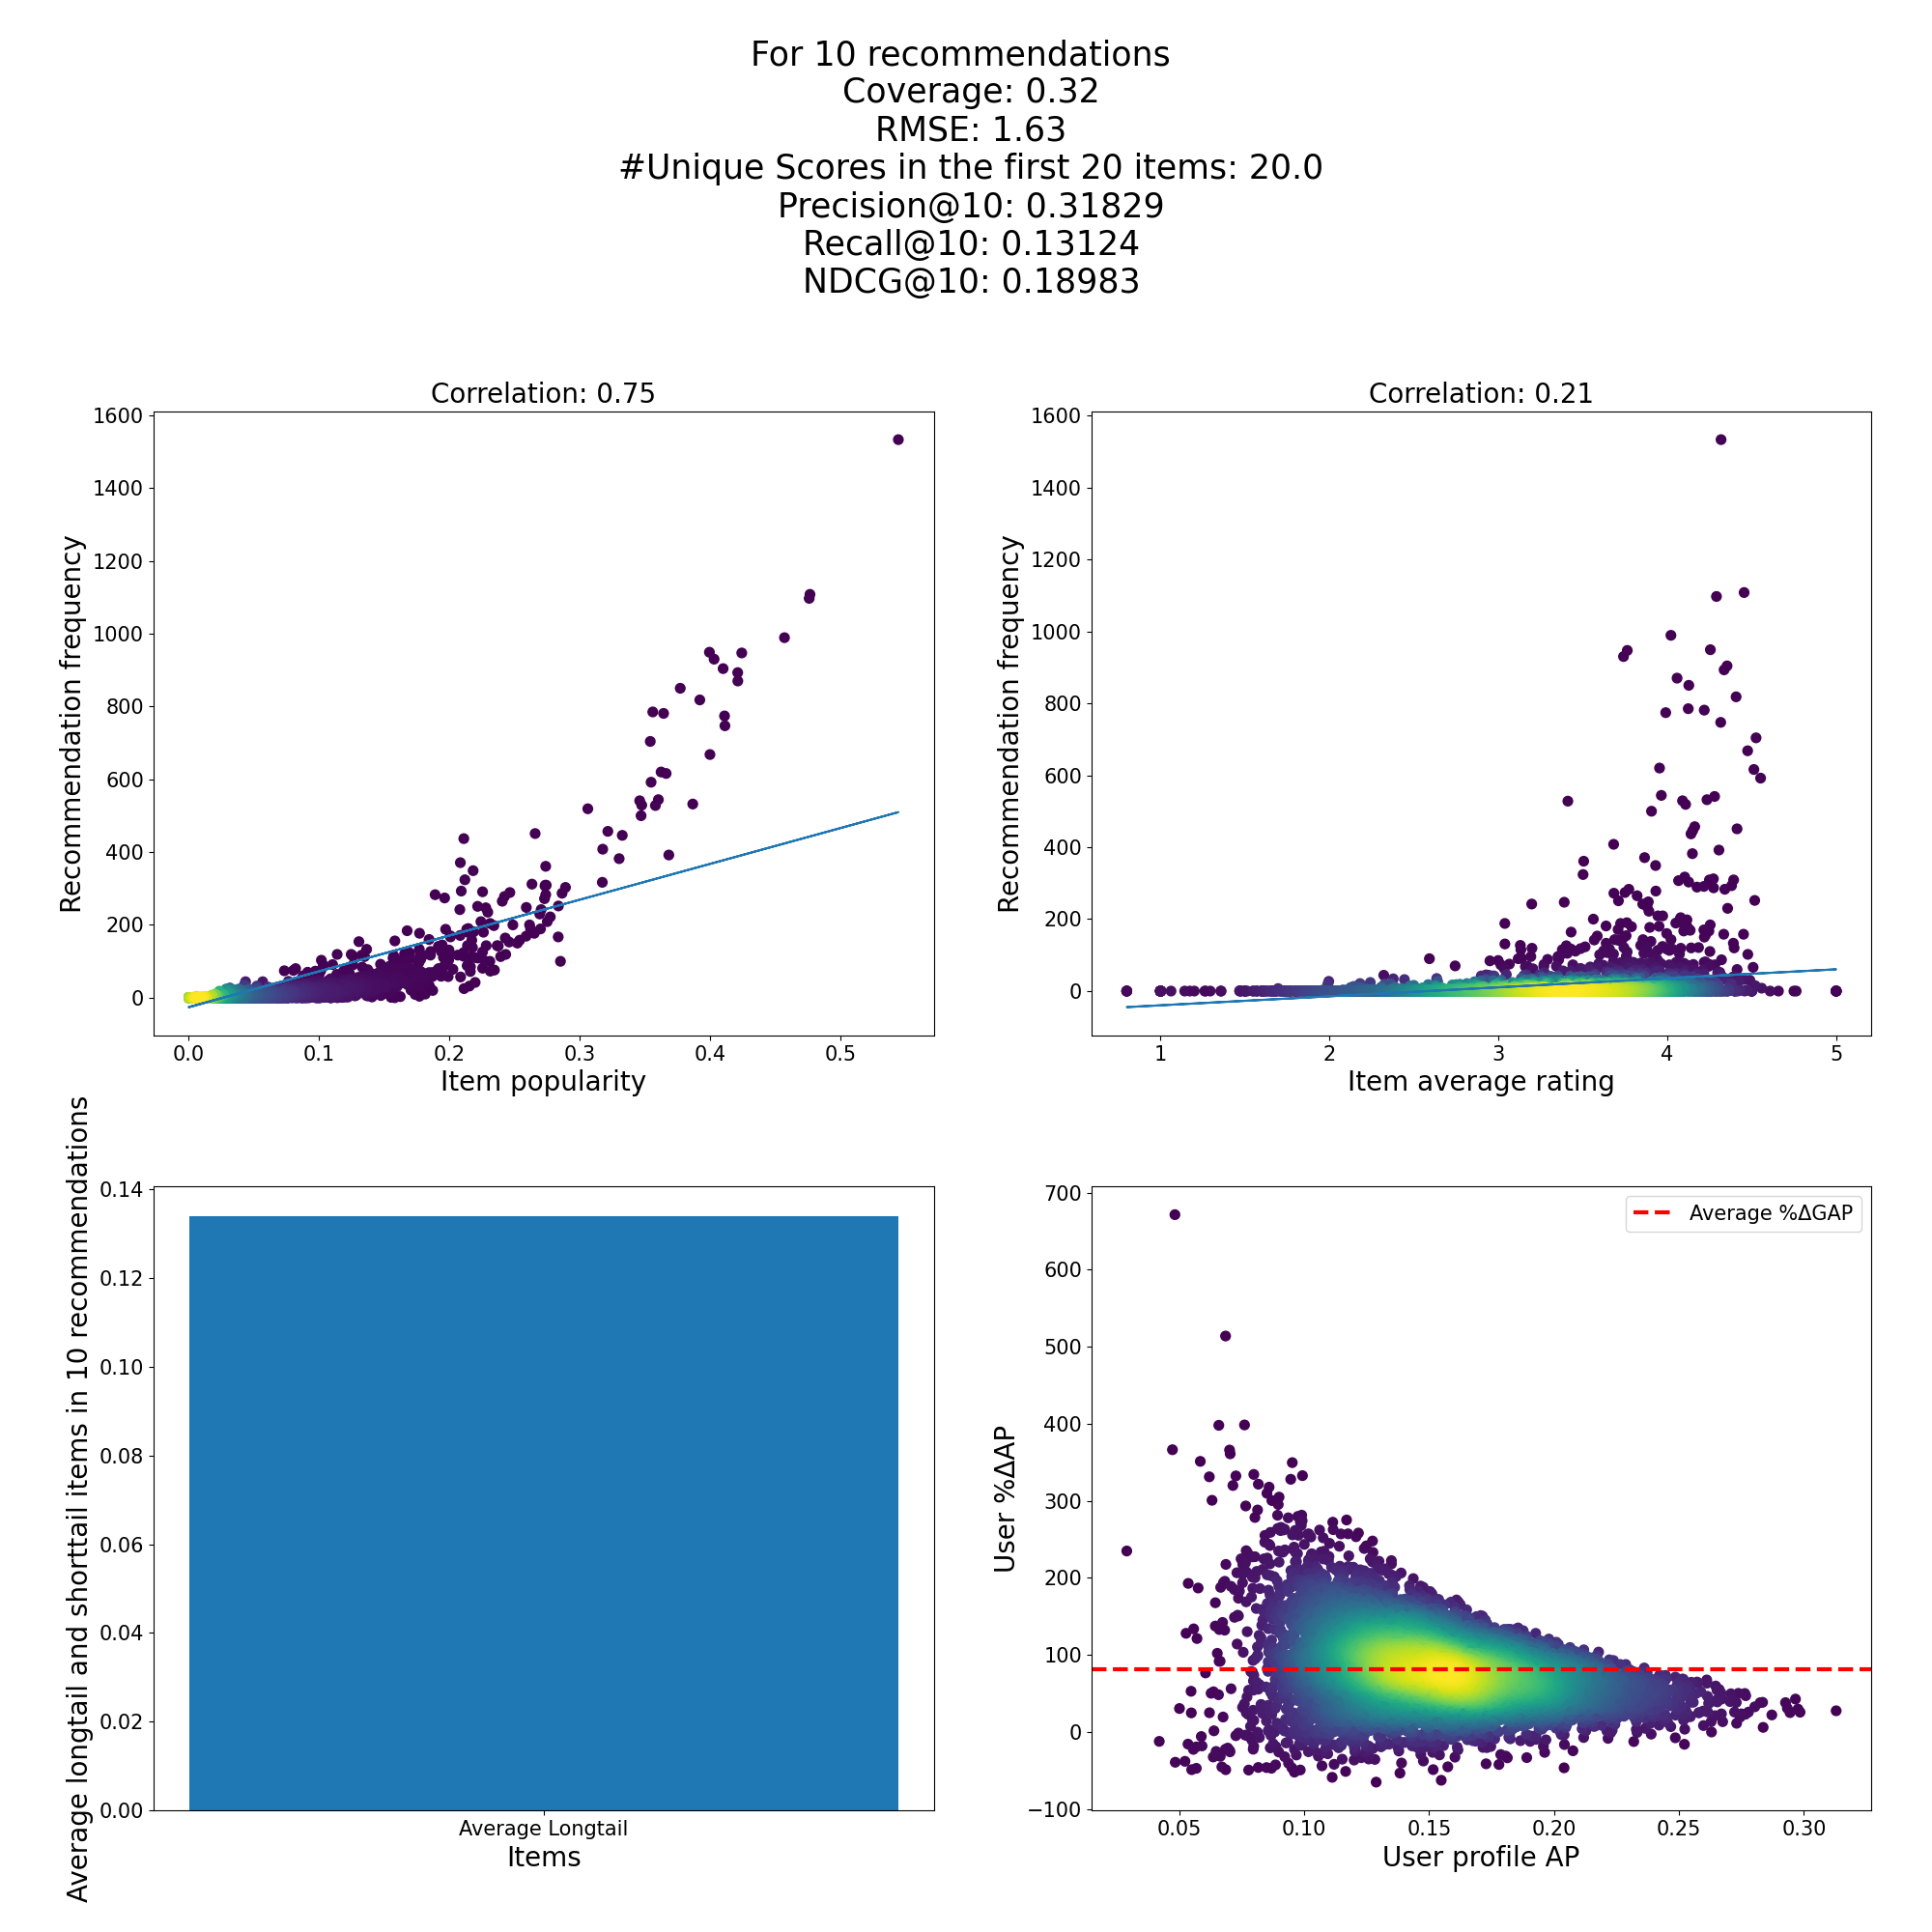 For 10 recommendations
Coverage: 0.32
RMSE: 1.63
#Unique Scores in the first 20 items: 20.0
Precision@10: 0.31829
Recall@10: 0.13124
NDCG@10: 0.18983
Correlation: 0.75
1600
1400
1200
1000
800
600
400
200
0
Recommendation frequency
0.0 0.1 0.2 0.3 0.4 0.5
Item popularity
Correlation: 0.21
1600
1400
1200
1000
800
600
400
200
0
Recommendation frequency
1 2 3 4 5
Item average rating
0.14
0.12
0.10
0.08
0.06
0.04
0.02
0.00
Average longtail and shorttail items in 10 recommendations
Average Longtail
Items
Average %ΔGAP
700
600
500
400
300
200
100
0
−100
User %ΔAP
0.05 0.10 0.15 0.20 0.25 0.30
User profile AP